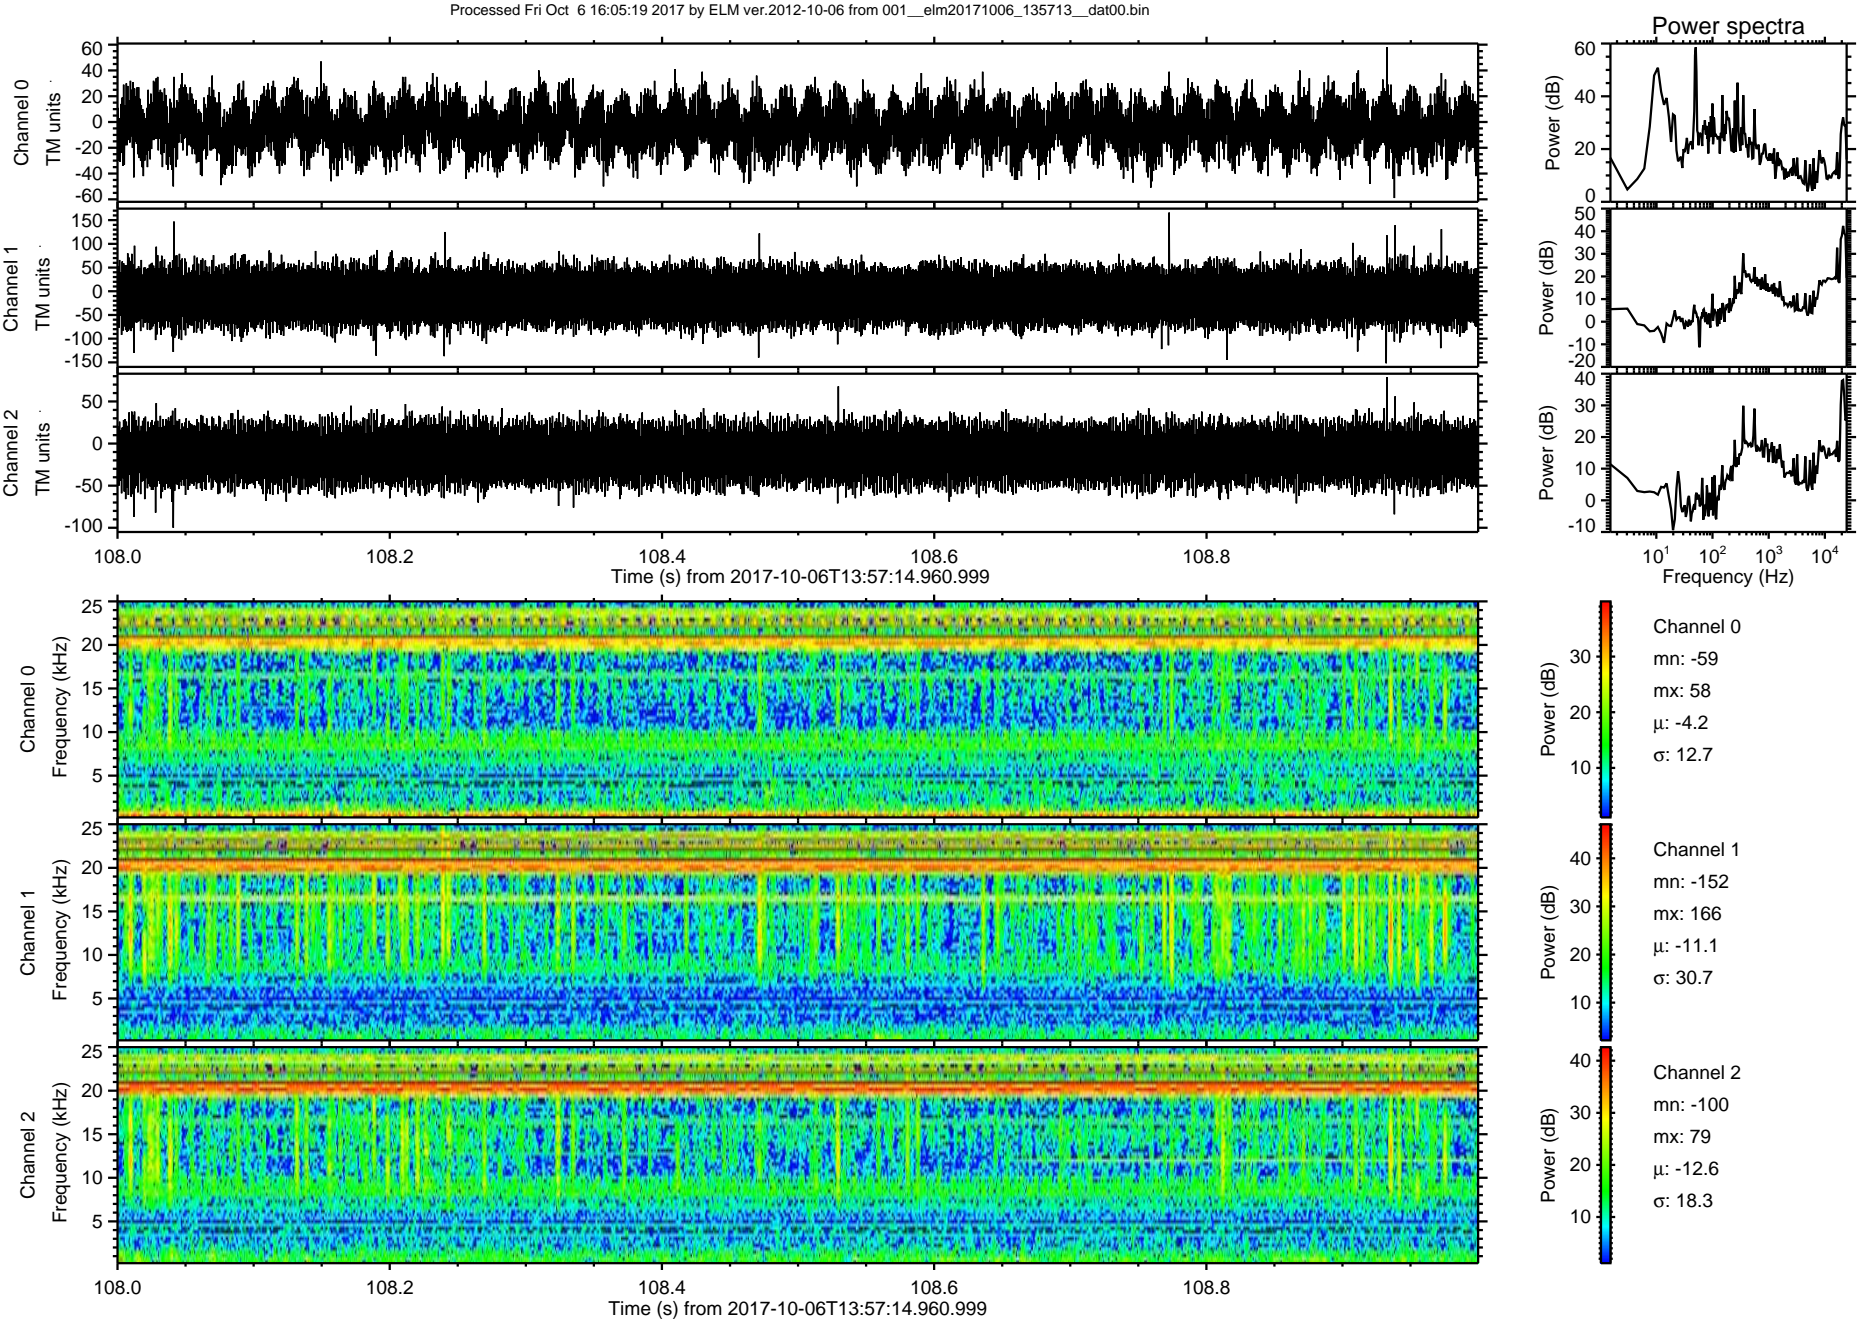 Processed Fri Oct  6 16:05:19 2017 by ELM ver.2012-10-06 from 001__elm20171006_135713__dat00.bin
Power spectra
Channel 0
TM units
60
40
20
0
-20
-40
-60
Power (dB)
60
40
20
0
Channel 1
TM units
150
100
50
0
-50
-100
-150
Power (dB)
50
40
30
20
10
0
-10
-20
Channel 2
TM units
50
0
-50
-100
Power (dB)
40
30
20
10
0
-10
108.0 108.2 108.4 108.6 108.8
Time (s) from 2017-10-06T13:57:14.960.999
10^1 10^2 10^3 10^4
Frequency (Hz)
Channel 0
Frequency (kHz)
25
20
15
10
5
Power (dB)
30
20
10
Channel 0
mn: -59
mx: 58
μ: -4.2
σ: 12.7
Channel 1
Frequency (kHz)
25
20
15
10
5
Power (dB)
40
30
20
10
Channel 1
mn: -152
mx: 166
μ: -11.1
σ: 30.7
Channel 2
Frequency (kHz)
25
20
15
10
5
Power (dB)
40
30
20
10
Channel 2
mn: -100
mx: 79
μ: -12.6
σ: 18.3
108.0 108.2 108.4 108.6 108.8
Time (s) from 2017-10-06T13:57:14.960.999